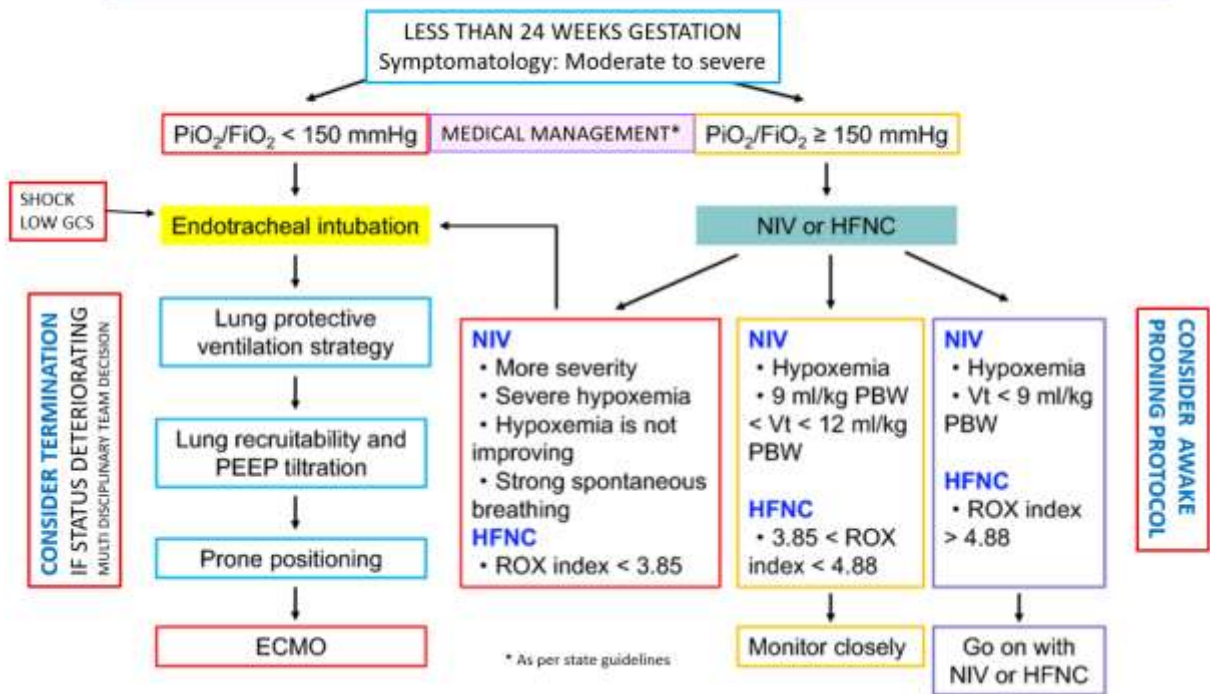 LESS THAN 24 WEEKS GESTATION
Symptomatology: Moderate to severe
PiO₂/FiO₂ < 150 mmHg
MEDICAL MANAGEMENT*
PiO₂/FiO₂ ≥ 150 mmHg
SHOCK
LOW GCS
Endotracheal intubation
NIV or HFNC
CONSIDER TERMINATION
IF STATUS DETERIORATING
MULTI DISCIPLINARY TEAM DECISION
Lung protective
ventilation strategy
Lung recruitability and
PEEP tiltration
Prone positioning
ECMO
NIV
• More severity
• Severe hypoxemia
• Hypoxemia is not
improving
• Strong spontaneous
breathing
HFNC
• ROX index < 3.85
NIV
• Hypoxemia
• 9 ml/kg PBW
< Vt < 12 ml/kg
PBW
HFNC
• 3.85 < ROX
index < 4.88
Monitor closely
NIV
• Hypoxemia
• Vt < 9 ml/kg
PBW
HFNC
• ROX index
> 4.88
Go on with
NIV or HFNC
CONSIDER AWAKE
PRONING PROTOCOL
* As per state guidelines